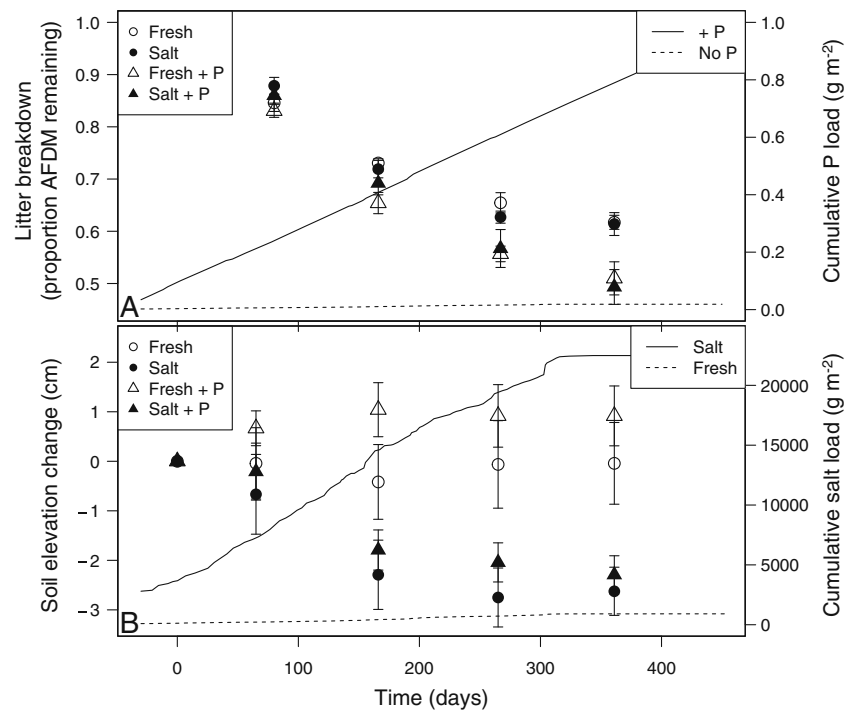 Litter breakdown
(proportion AFDM remaining)
1.0
0.9
0.8
0.7
0.6
0.5
Fresh
Salt
Fresh + P
Salt + P
+ P
No P
A
1.0
0.8
0.6
0.4
0.2
0.0
Cumulative P load (g m-2)
Soil elevation change (cm)
2
1
0
−1
−2
−3
Fresh
Salt
Fresh + P
Salt + P
Salt
Fresh
B
20000
15000
10000
5000
0
Cumulative salt load (g m-2)
0 100 200 300 400
Time (days)